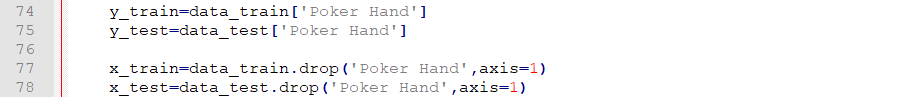 74 y_train=data_train['Poker Hand']
75 y_test=data_test['Poker Hand']
76
77 x_train=data_train.drop('Poker Hand',axis=1)
78 x_test=data_test.drop('Poker Hand',axis=1)